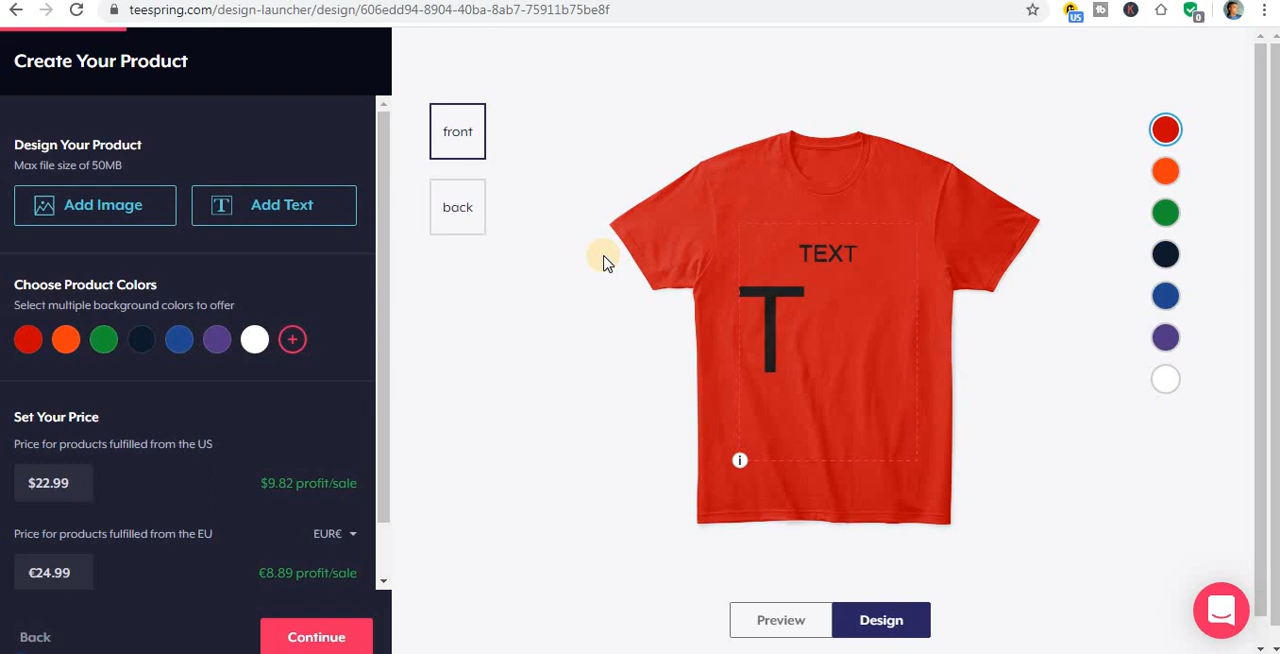 teespring.com/design-launcher/design/606edd94-8904-40ba-8ab7-75911b75be8f
US
tb
K
0
Create Your Product
Design Your Product
Max file size of 50MB
Add Image
T Add Text
Choose Product Colors
Select multiple background colors to offer
+
Set Your Price
Price for products fulfilled from the US
$22.99 $9.82 profit/sale
Price for products fulfilled from the EU EUR€
€24.99 €8.89 profit/sale
Back Continue
front
back
TEXT
T
i
Preview Design